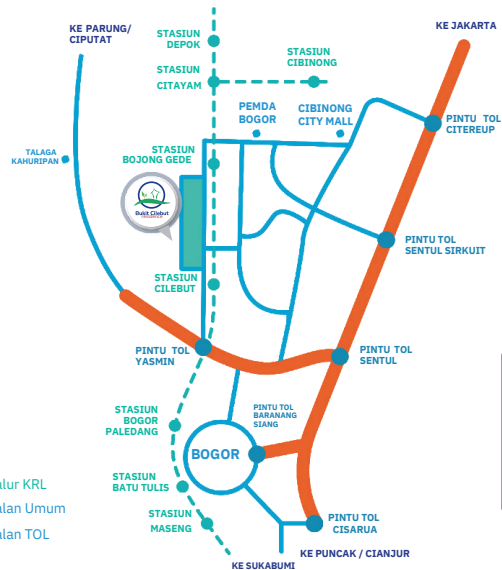 KE PARUNG/
CIPUTAT
STASIUN
DEPOK
KE JAKARTA
STASIUN
CIBINONG
STASIUN
CITAYAM
PEMDA
BOGOR
CIBINONG
CITY MALL
PINTU TOL
CITEREUP
TALAGA
KAHURIPAN
STASIUN
BOJONG GEDE
Bukit Cilebut
PINTU TOL
SENTUL SIRKUIT
STASIUN
CILEBUT
PINTU TOL
YASMIN
PINTU TOL
SENTUL
STASIUN
BOGOR
PALEDANG
PINTU TOL
BARANANG
SIANG
BOGOR
STASIUN
BATU TULIS
alur KRL
alan Umum
alan TOL
STASIUN
MASENG
PINTU TOL
CISARUA
KE PUNCAK / CIANJUR
KE SUKABUMI